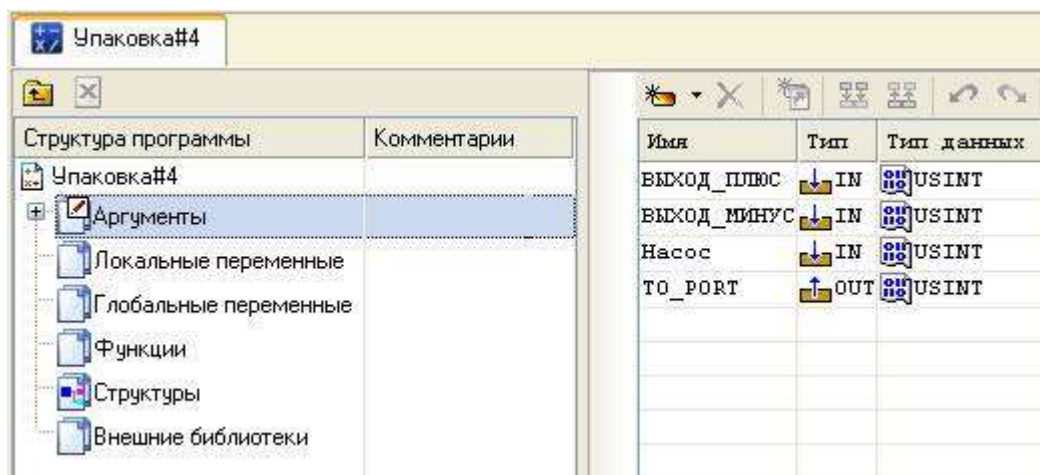 Упаковка#4
Структура программы Комментарии
Упаковка#4
Аргументы
Локальные переменные
Глобальные переменные
Функции
Структуры
Внешние библиотеки
Имя Тип Тип данных
ВЫХОД_ПЛЮС IN USINT
ВЫХОД_МИНУС IN USINT
Насос IN USINT
TO_PORT OUT USINT